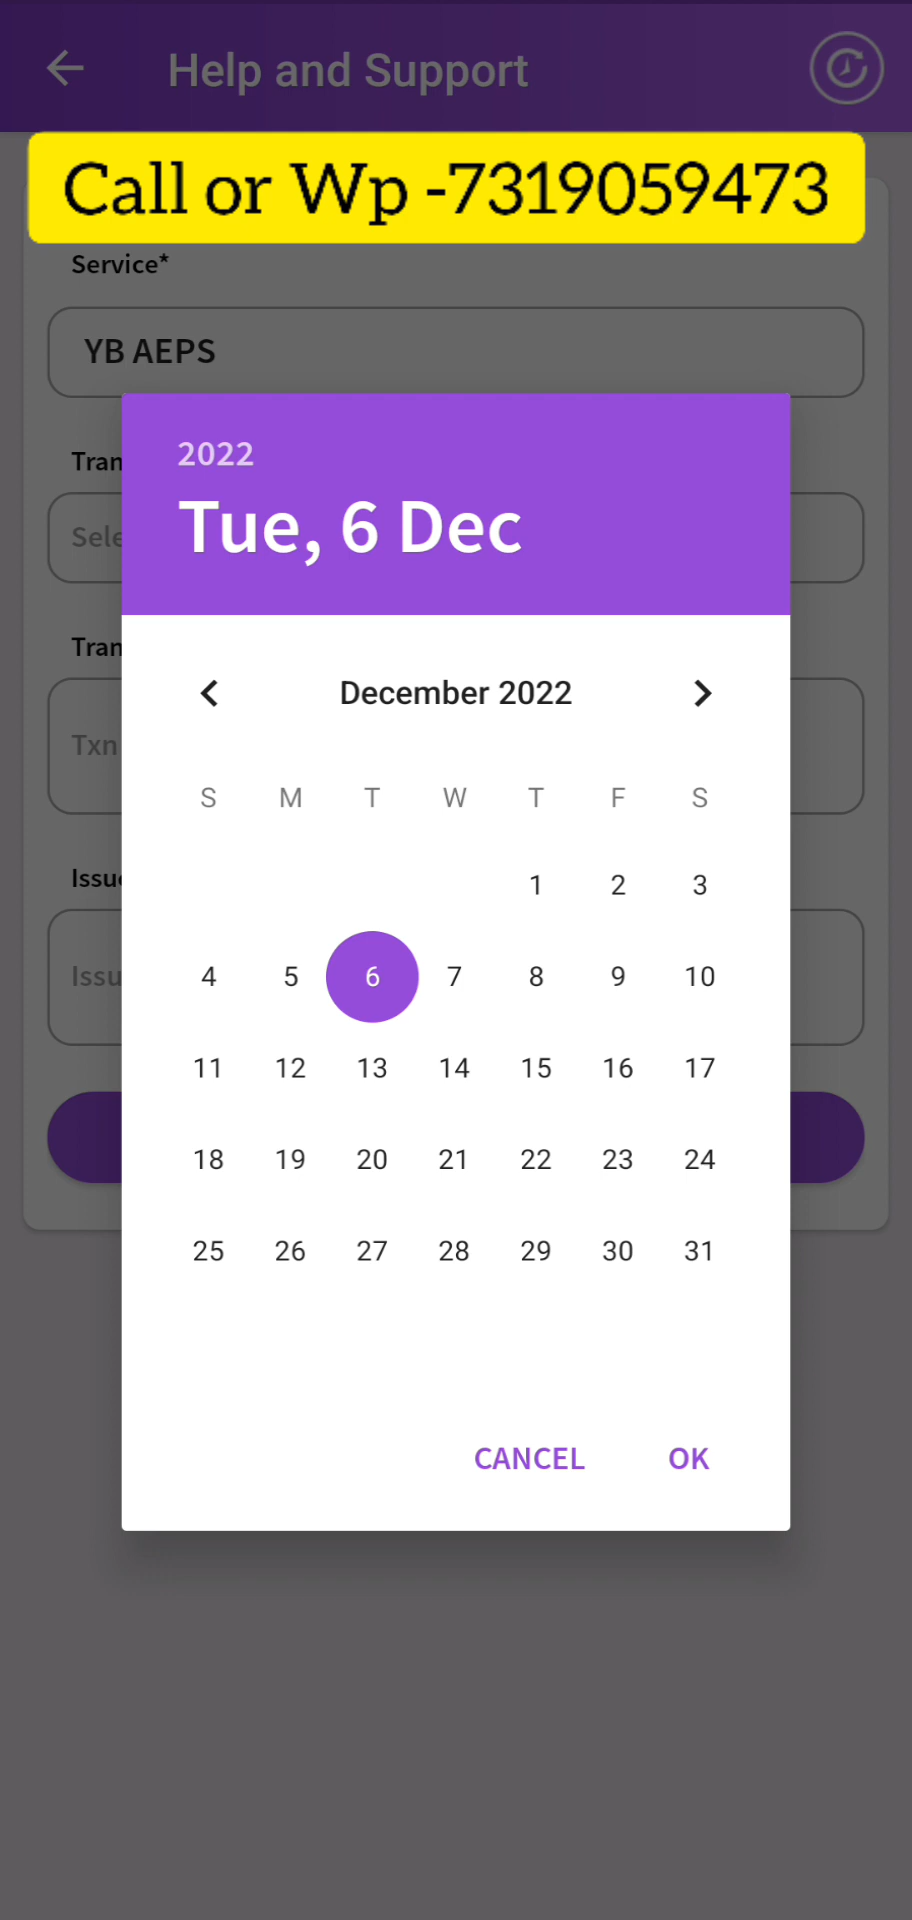 Help and Support
Call or Wp -7319059473
Service*
YB AEPS
Tran
Sele
Tran
Txn
Issue
Issu
2022
Tue, 6 Dec
December 2022
S M T W T F S
1 2 3
4 5 6 7 8 9 10
11 12 13 14 15 16 17
18 19 20 21 22 23 24
25 26 27 28 29 30 31
CANCEL OK